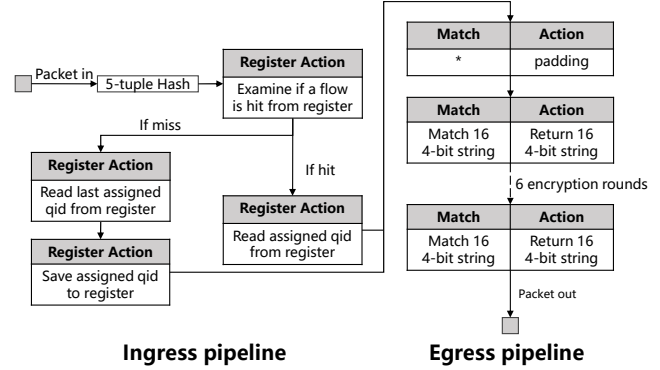 Packet in
5-tuple Hash
Register Action
Examine if a flow
is hit from register
If miss
If hit
Register Action
Read last assigned
qid from register
Register Action
Save assigned qid
to register
Register Action
Read assigned qid
from register
Ingress pipeline
Match Action
* padding
Match 16 Return 16
4-bit string 4-bit string
6 encryption rounds
Match Action
Match 16 Return 16
4-bit string 4-bit string
Packet out
Egress pipeline